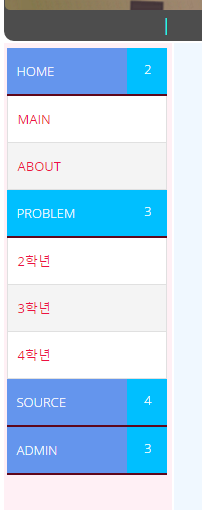 HOME 2
MAIN
ABOUT
PROBLEM 3
2학년
3학년
4학년
SOURCE 4
ADMIN 3